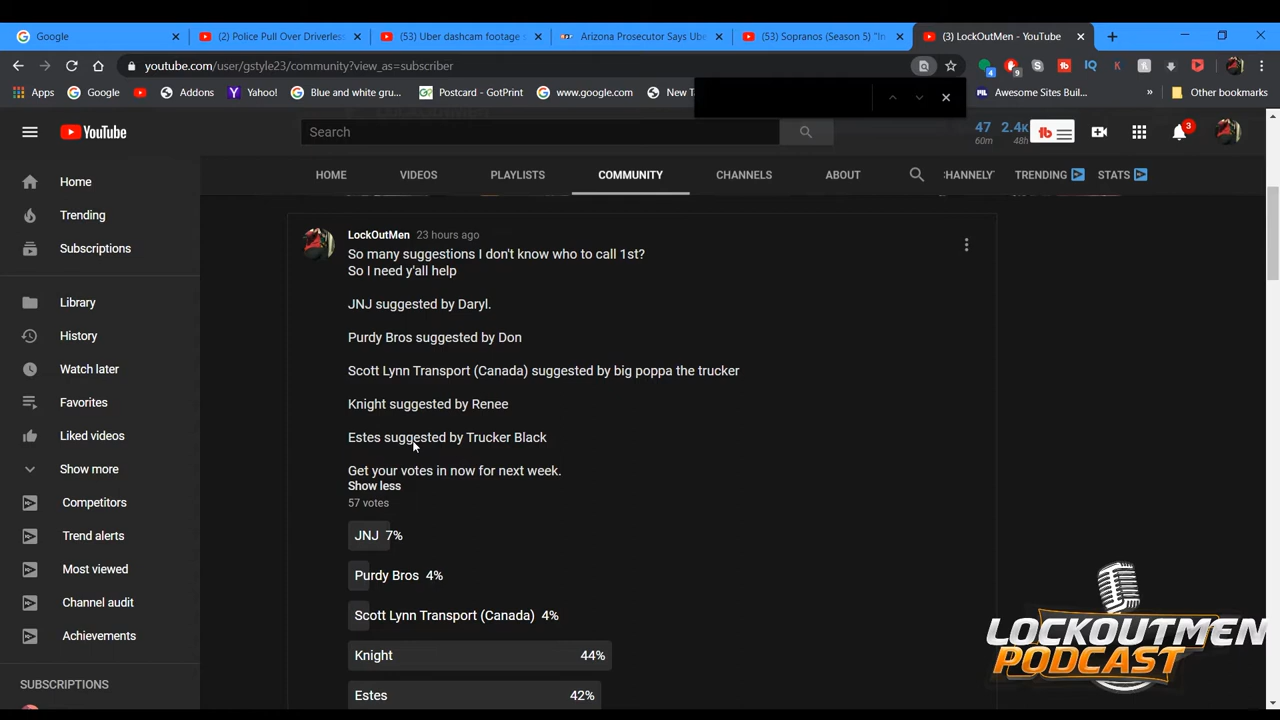 Google
(2) Police Pull Over Driverles
(53) Uber dashcam footage s
Arizona Prosecutor Says Ube
(53) Sopranos (Season 5) "In
(3) LockOutMen - YouTube
youtube.com/user/gstyle23/community?view_as=subscriber
4
9
IQ
K
Apps
Google
Addons
Yahoo!
Blue and white gru...
Postcard - GotPrint
www.google.com
New T
Awesome Sites Buil...
»
Other bookmarks
YouTube
Search
47
60m
2.4K
48h
tb
3
HOME
VIDEOS
PLAYLISTS
COMMUNITY
CHANNELS
ABOUT
CHANNELY
TRENDING
STATS
Home
Trending
Subscriptions
Library
History
Watch later
Favorites
Liked videos
Show more
Competitors
Trend alerts
Most viewed
Channel audit
Achievements
SUBSCRIPTIONS
LockOutMen 23 hours ago
So many suggestions I don't know who to call 1st?
So I need y'all help
JNJ suggested by Daryl.
Purdy Bros suggested by Don
Scott Lynn Transport (Canada) suggested by big poppa the trucker
Knight suggested by Renee
Estes suggested by Trucker Black
Get your votes in now for next week.
Show less
57 votes
JNJ 7%
Purdy Bros 4%
Scott Lynn Transport (Canada) 4%
Knight 44%
Estes 42%
LOCKOUTMEN
PODCAST